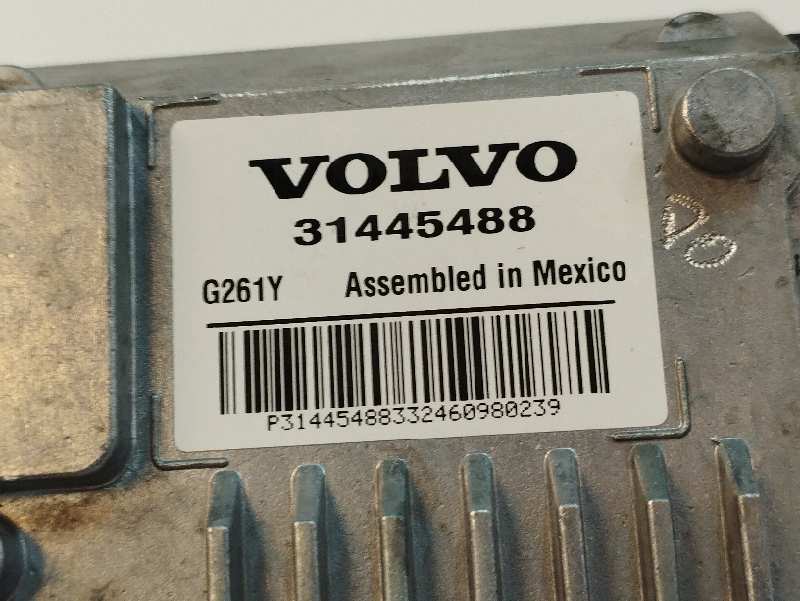 VOLVO
31445488
G261Y Assembled in Mexico
P31445488332460980239